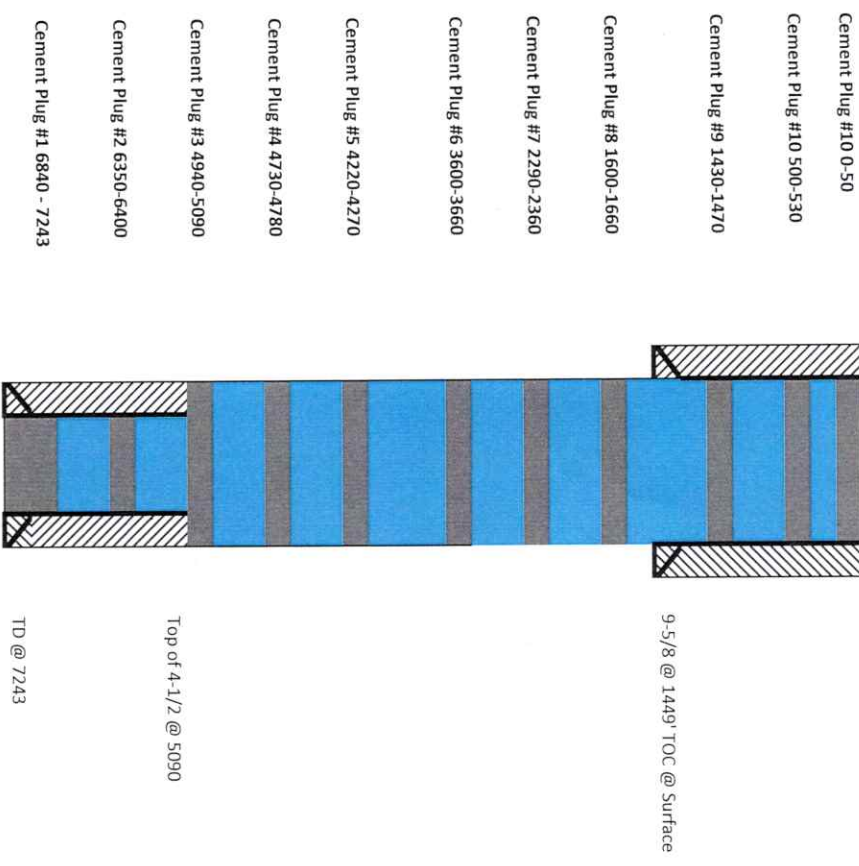 Cement Plug #10 0-50
Cement Plug #10 500-530
Cement Plug #9 1430-1470
Cement Plug #8 1600-1660
Cement Plug #7 2290-2360
Cement Plug #6 3600-3660
Cement Plug #5 4220-4270
Cement Plug #4 4730-4780
Cement Plug #3 4940-5090
Cement Plug #2 6350-6400
Cement Plug #1 6840 - 7243
9-5/8 @ 1449' TOC @ Surface
Top of 4-1/2 @ 5090
TD @ 7243